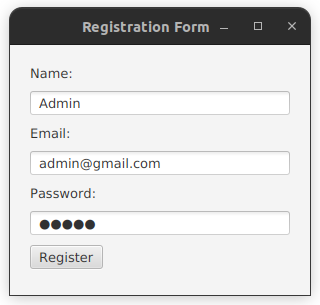 Registration Form
Name:
Admin
Email:
admin@gmail.com
Password:
●●●●●
Register